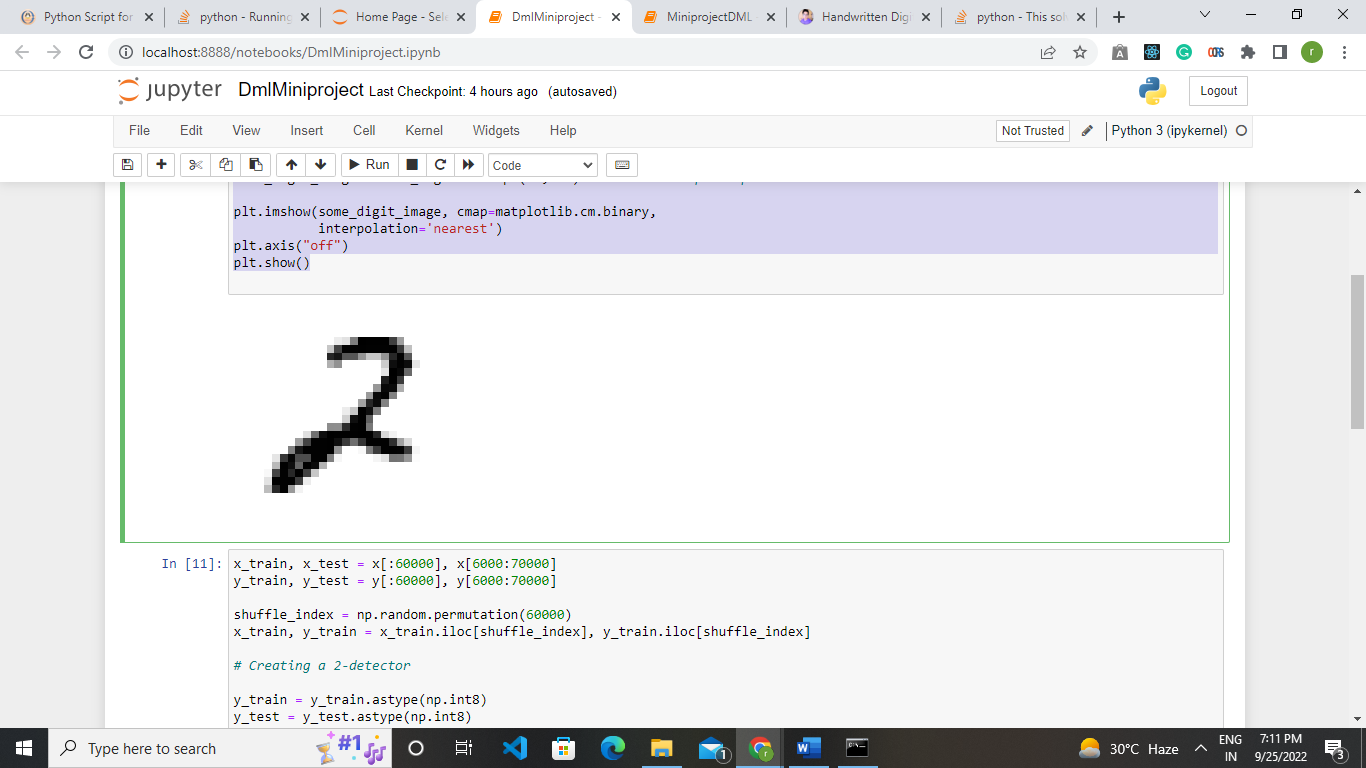 Python Script for
python - Running
Home Page - Sele
DmlMiniproject -
MiniprojectDML
Handwritten Digi
python - This sol
localhost:8888/notebooks/DmlMiniproject.ipynb
r
jupyter DmlMiniproject Last Checkpoint: 4 hours ago (autosaved)
Logout
File Edit View Insert Cell Kernel Widgets Help
Not Trusted
Python 3 (ipykernel)
Run
Code
plt.imshow(some_digit_image, cmap=matplotlib.cm.binary,
interpolation='nearest')
plt.axis("off")
plt.show()
2
In [11]:
x_train, x_test = x[:60000], x[6000:70000]
y_train, y_test = y[:60000], y[6000:70000]
shuffle_index = np.random.permutation(60000)
x_train, y_train = x_train.iloc[shuffle_index], y_train.iloc[shuffle_index]
# Creating a 2-detector
y_train = y_train.astype(np.int8)
y_test = y_test.astype(np.int8)
Type here to search
#1
1
r
30°C Haze
ENG
IN
7:11 PM
9/25/2022
3